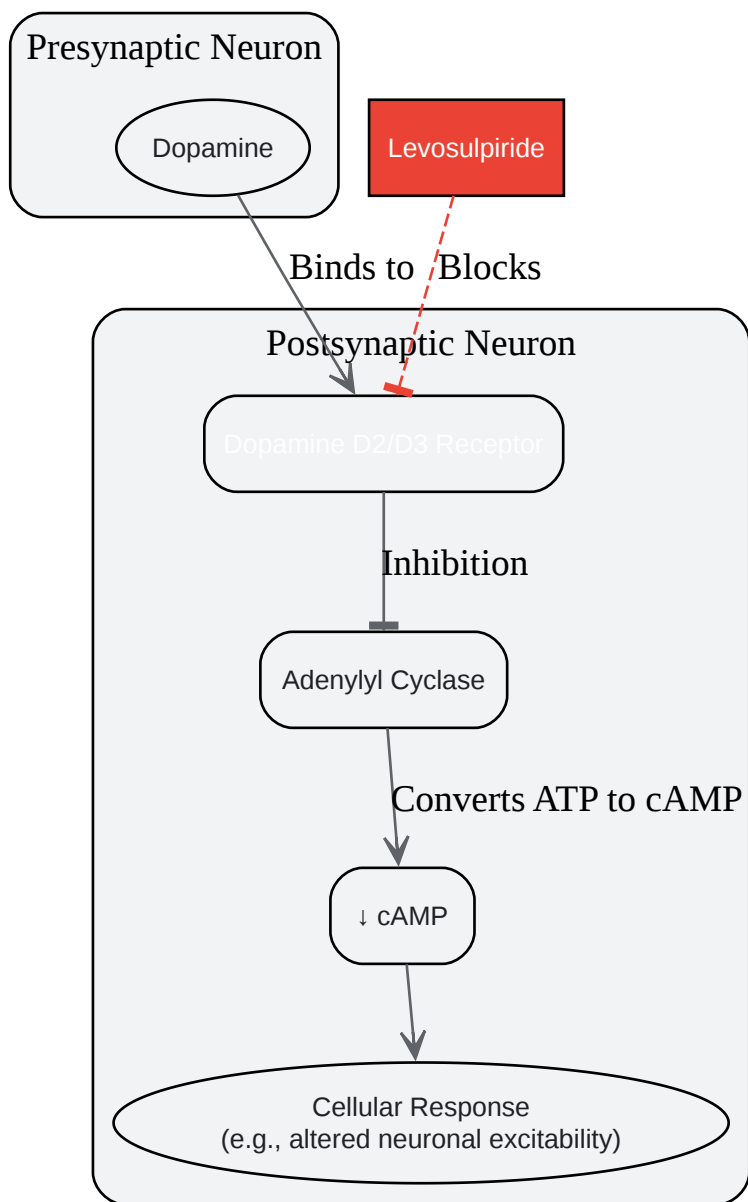 Presynaptic Neuron
Dopamine
Levosulpiride
Binds to
Blocks
Postsynaptic Neuron
Dopamine D2/D3 Receptor
Inhibition
Adenylyl Cyclase
Converts ATP to cAMP
↓ cAMP
Cellular Response
(e.g., altered neuronal excitability)